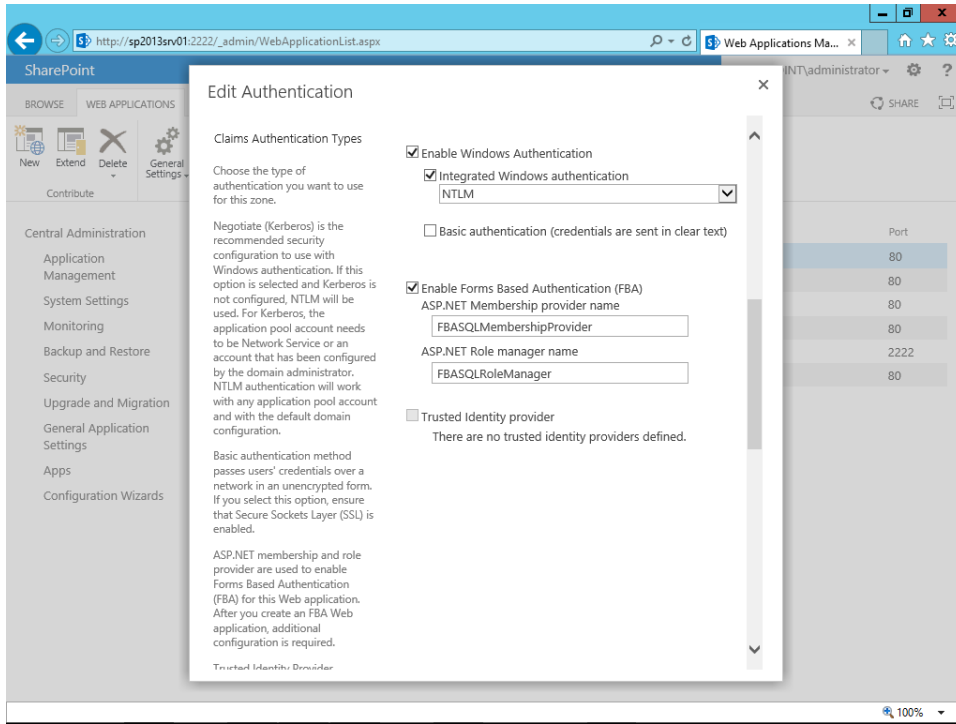 http://sp2013srv01:2222/_admin/WebApplicationList.aspx
Web Applications Ma...
SharePoint
INT\administrator
?
BROWSE WEB APPLICATIONS
SHARE
New Extend Delete General Settings
Contribute
Central Administration
Application
Management
System Settings
Monitoring
Backup and Restore
Security
Upgrade and Migration
General Application
Settings
Apps
Configuration Wizards
Edit Authentication
Claims Authentication Types
Choose the type of
authentication you want to use
for this zone.
Negotiate (Kerberos) is the
recommended security
configuration to use with
Windows authentication. If this
option is selected and Kerberos is
not configured, NTLM will be
used. For Kerberos, the
application pool account needs
to be Network Service or an
account that has been configured
by the domain administrator.
NTLM authentication will work
with any application pool account
and with the default domain
configuration.
Basic authentication method
passes users' credentials over a
network in an unencrypted form.
If you select this option, ensure
that Secure Sockets Layer (SSL) is
enabled.
ASP.NET membership and role
provider are used to enable
Forms Based Authentication
(FBA) for this Web application.
After you create an FBA Web
application, additional
configuration is required.
Trusted Identity Provider
Enable Windows Authentication
Integrated Windows authentication
NTLM
Basic authentication (credentials are sent in clear text)
Enable Forms Based Authentication (FBA)
ASP.NET Membership provider name
FBASQLMembershipProvider
ASP.NET Role manager name
FBASQLRoleManager
Trusted Identity provider
There are no trusted identity providers defined.
Port
80
80
80
80
2222
80
100%